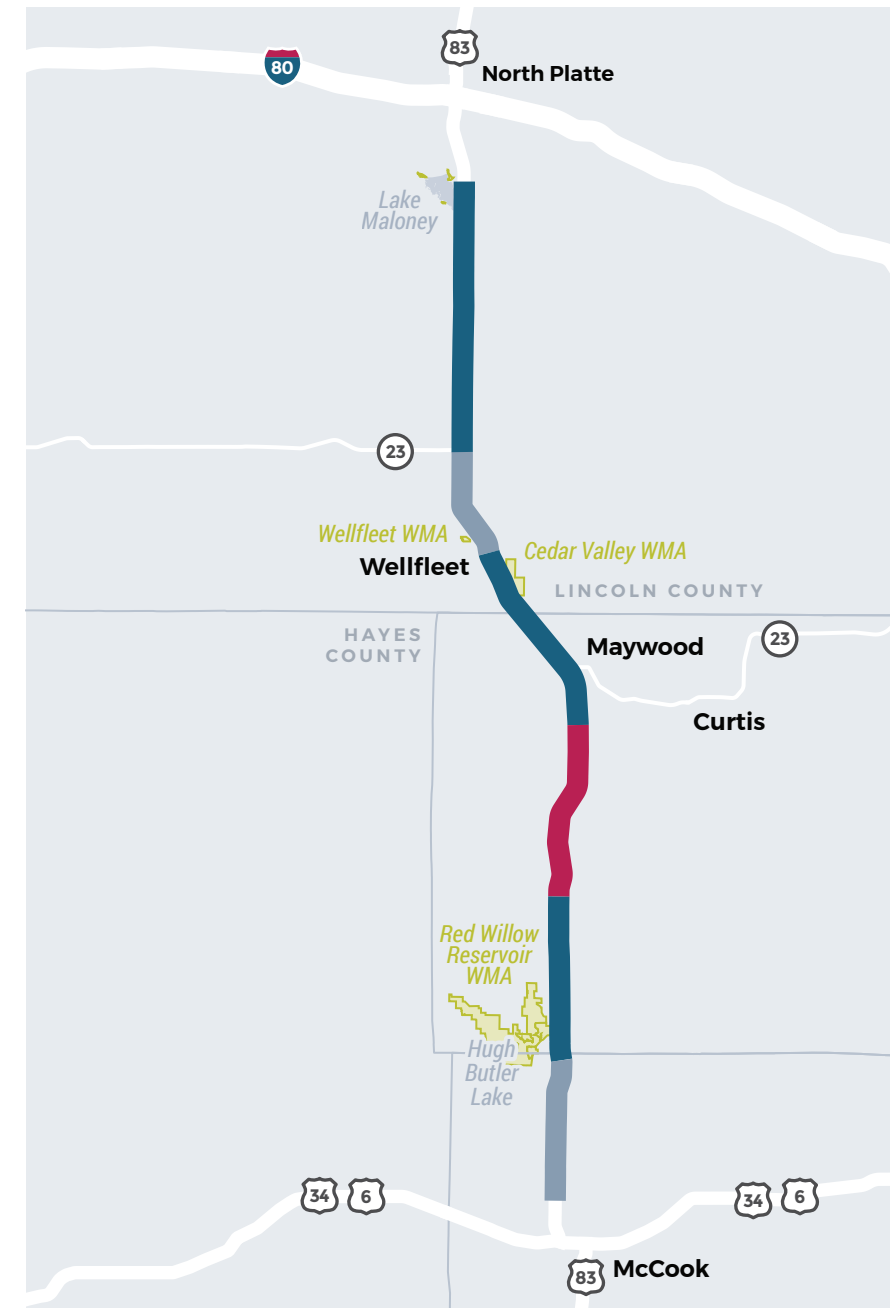 83
North Platte
80
Lake
Maloney
23
Wellfleet WMA
Cedar Valley WMA
Wellfleet
LINCOLN COUNTY
HAYES
COUNTY
Maywood
23
Curtis
Red Willow
Reservoir
WMA
Hugh
Butler
Lake
34
6
34
6
83
McCook